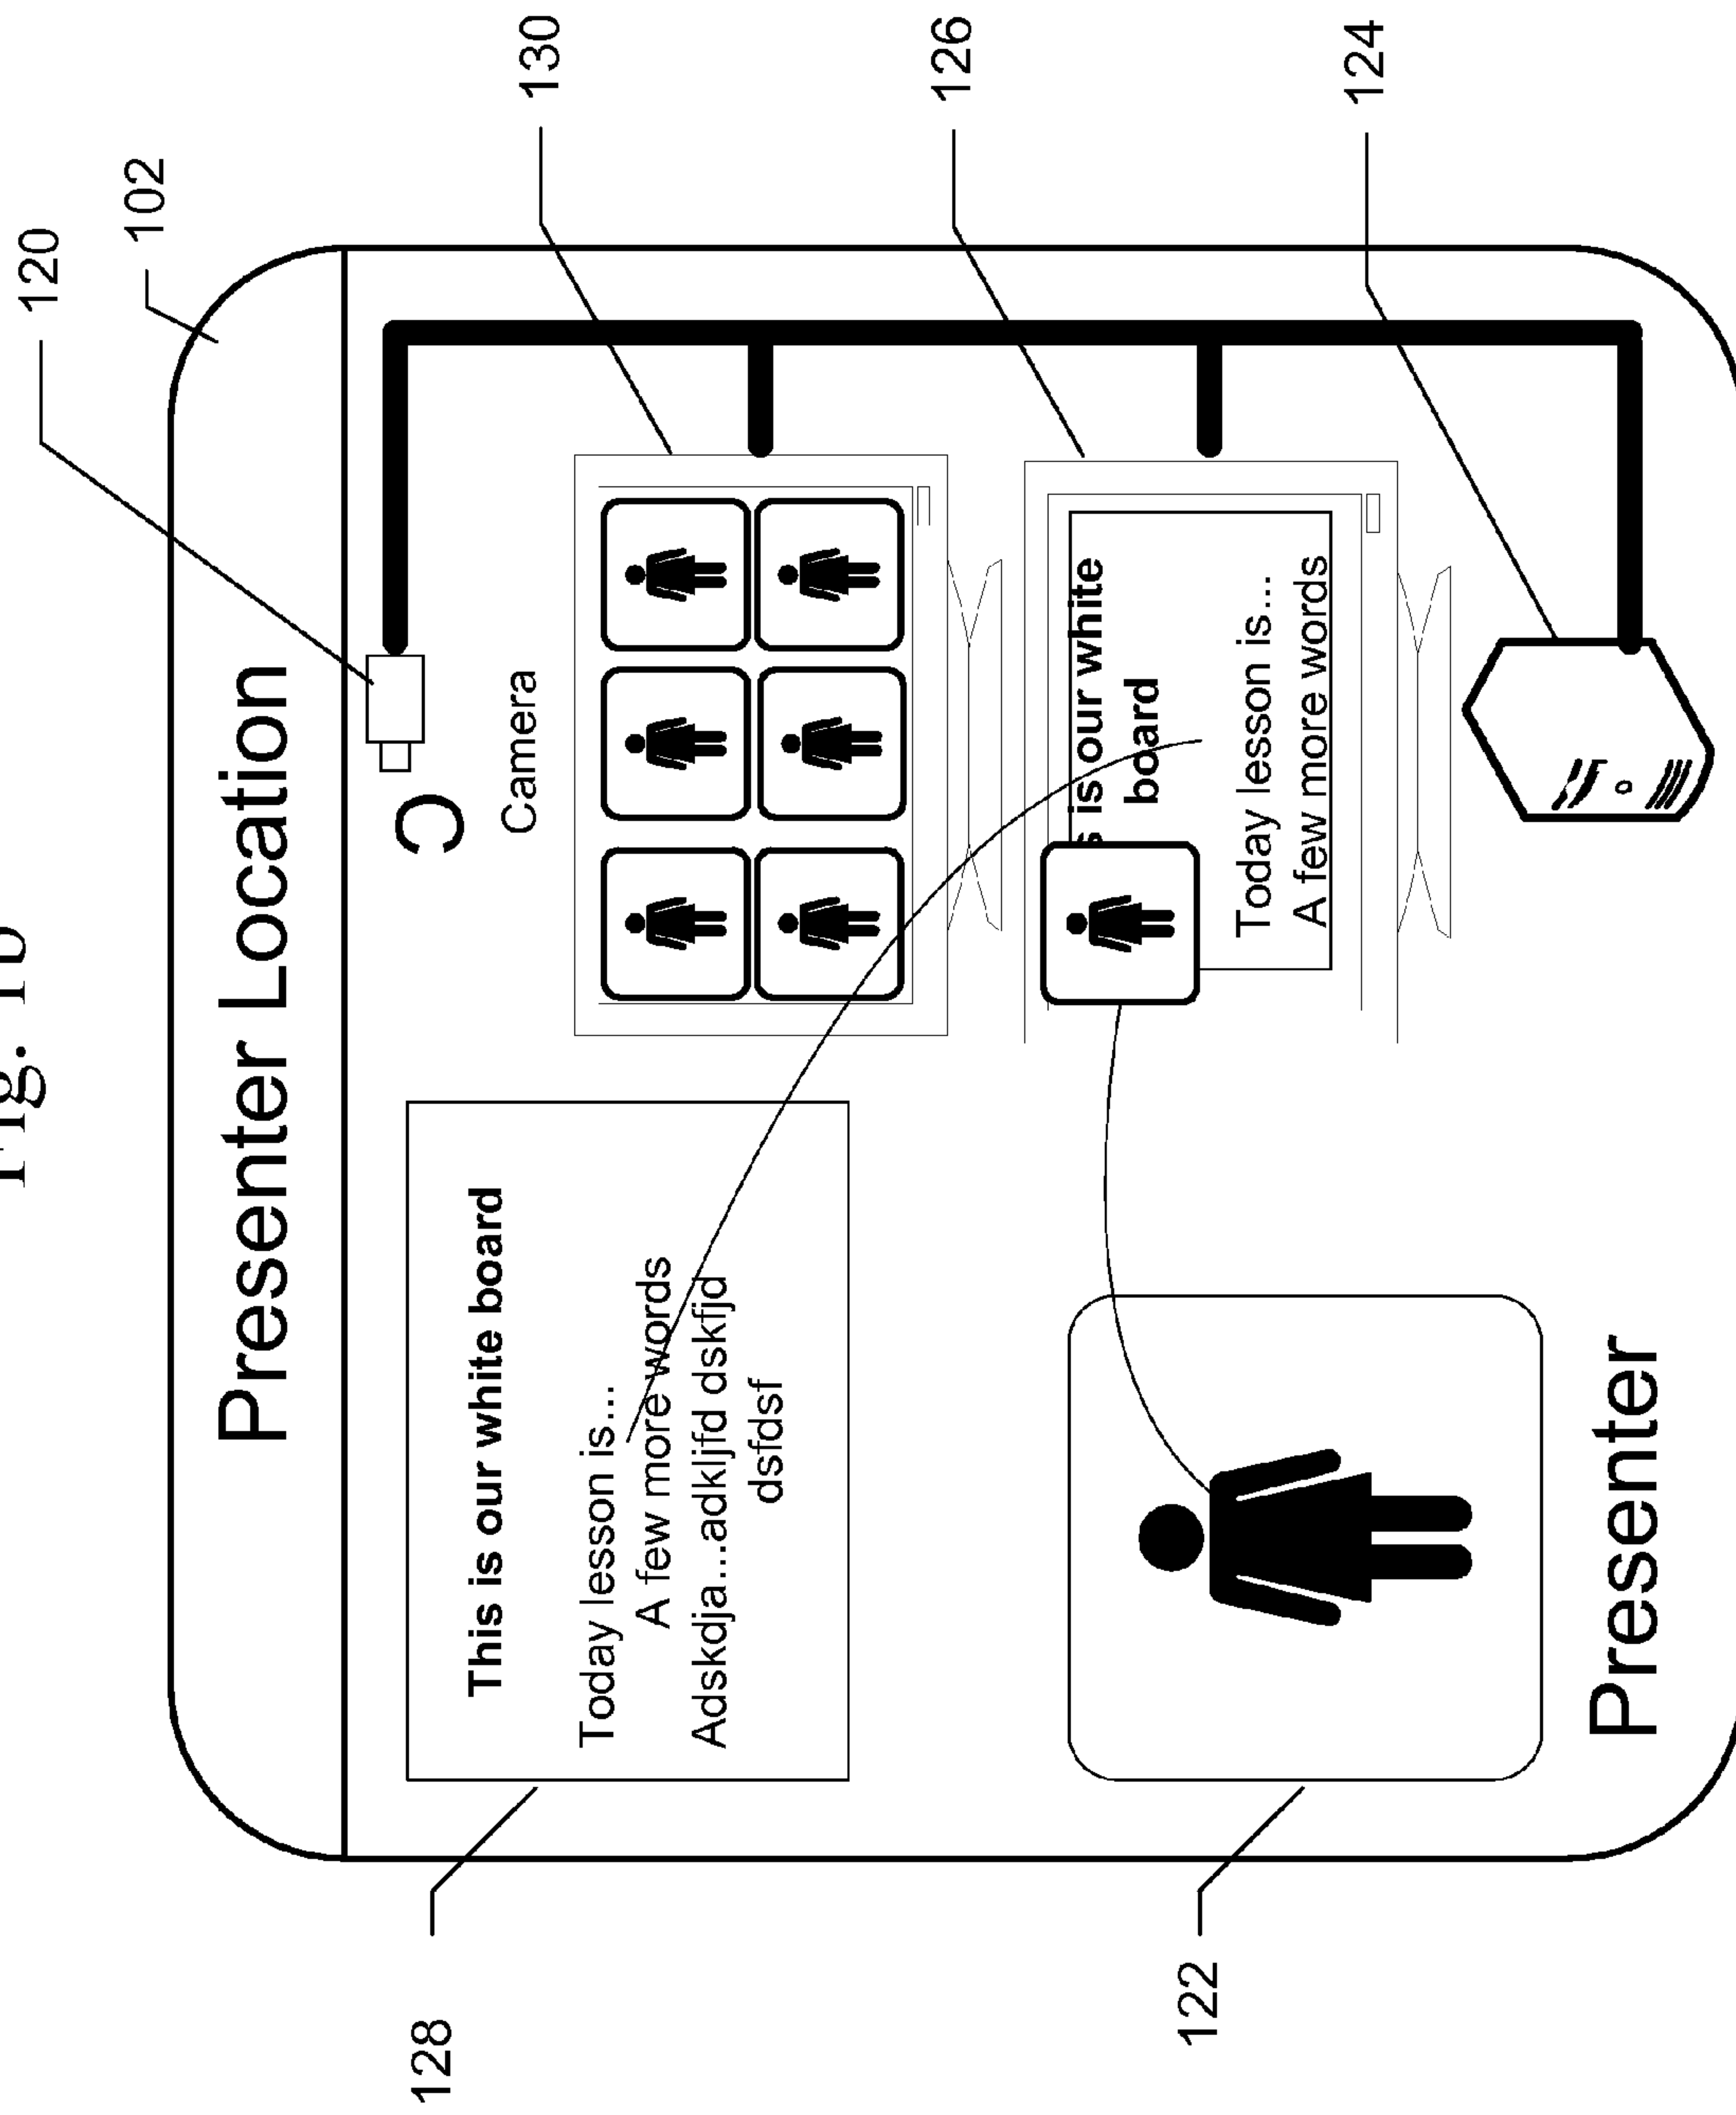 Fig. 1b
120
102
Presenter Location
128
C
This is our white board
Camera
130
Today lesson is...
A few more words
Adskdja...adkljfd dskfjd
dsfdsf
126
s is our white
board
122
Today lesson is...
A few more words
124
Presenter